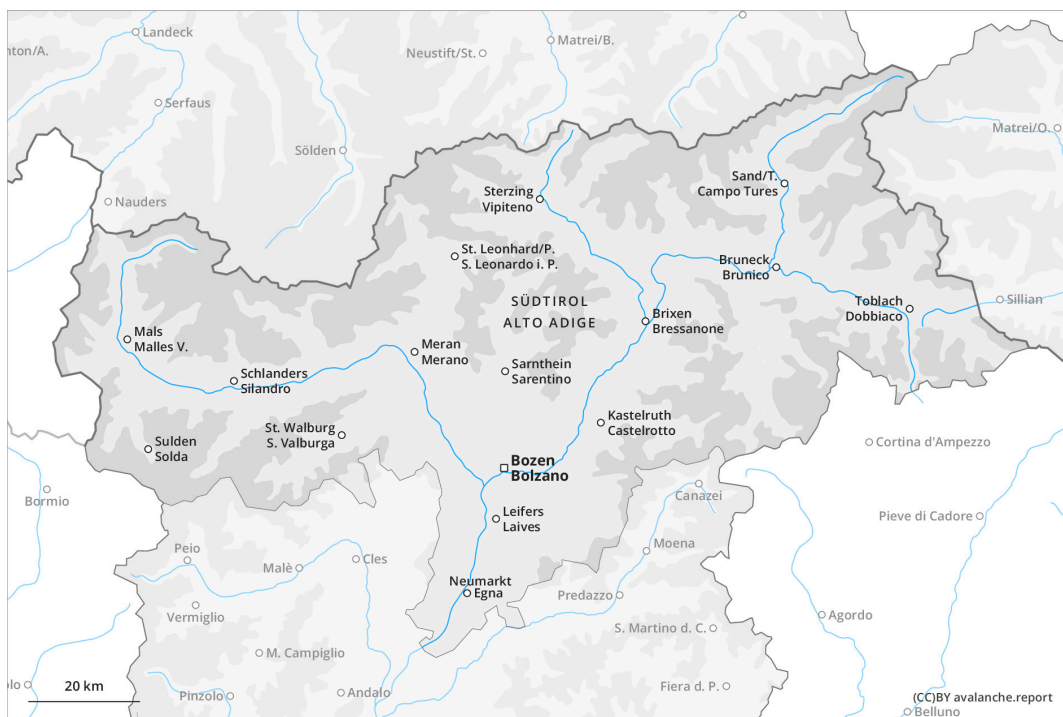 Landeck
nton/A.
Neustift/St.
Matrei/B.
Serfaus
Matrei/O.
Sölden
Sand/T.
Campo Tures
Sterzing
Vipiteno
Nauders
St. Leonhard/P.
S. Leonardo i. P.
Bruneck
Brunico
SÜDTIROL
ALTO ADIGE
Toblach
Dobbiaco
Sillian
Brixen
Bressanone
Mals
Malles V.
Meran
Merano
Sarnthein
Sarentino
Schlanders
Silandro
Kastelruth
Castelrotto
St. Walburg
S. Valburga
Sulden
Solda
Cortina d'Ampezzo
Bozen
Bolzano
Bormio
Canazei
Leifers
Laives
Pieve di Cadore
Moena
Peio
Malè
Cles
Neumarkt
Egna
Predazzo
Vermiglio
Agordo
S. Martino d. C.
M. Campiglio
olo
20 km
Pinzolo
Andalo
Fiera d. P.
(CC)BY avalanche.report
Belluno